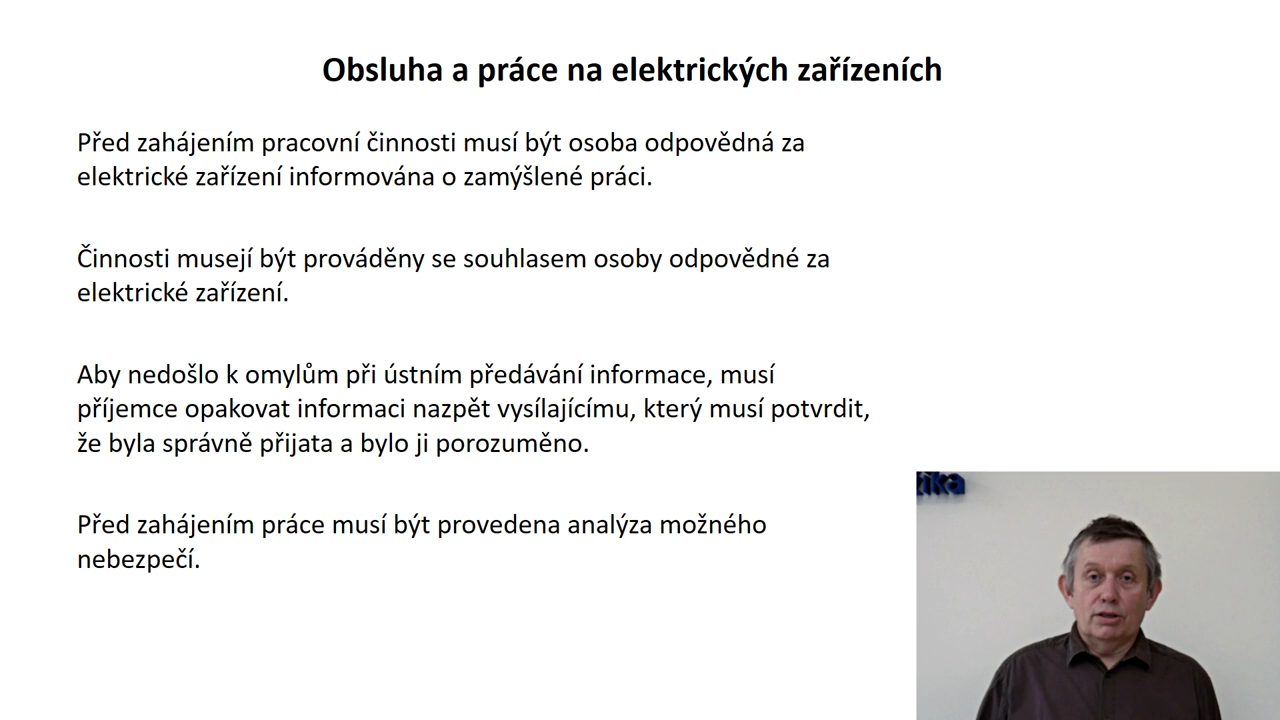 Obsluha a práce na elektrických zařízeních
Před zahájením pracovní činnosti musí být osoba odpovědná za
elektrické zařízení informována o zamýšlené práci.
Činnosti musejí být prováděny se souhlasem osoby odpovědné za
elektrické zařízení.
Aby nedošlo k omylům při ústním předávání informace, musí
příjemce opakovat informaci nazpět vysílajícímu, který musí potvrdit,
že byla správně přijata a bylo ji porozuměno.
Před zahájením práce musí být provedena analýza možného
nebezpečí.